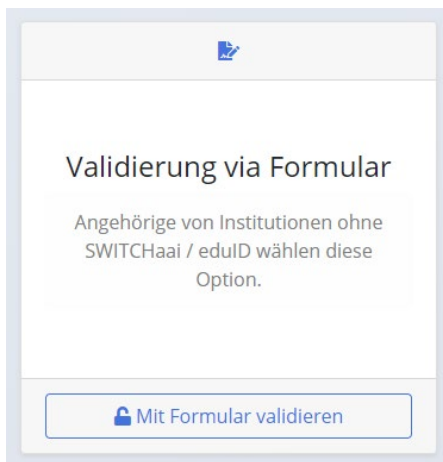 Validierung via Formular
Angehörige von Institutionen ohne
SWITCHaai / eduID wählen diese
Option.
Mit Formular validieren